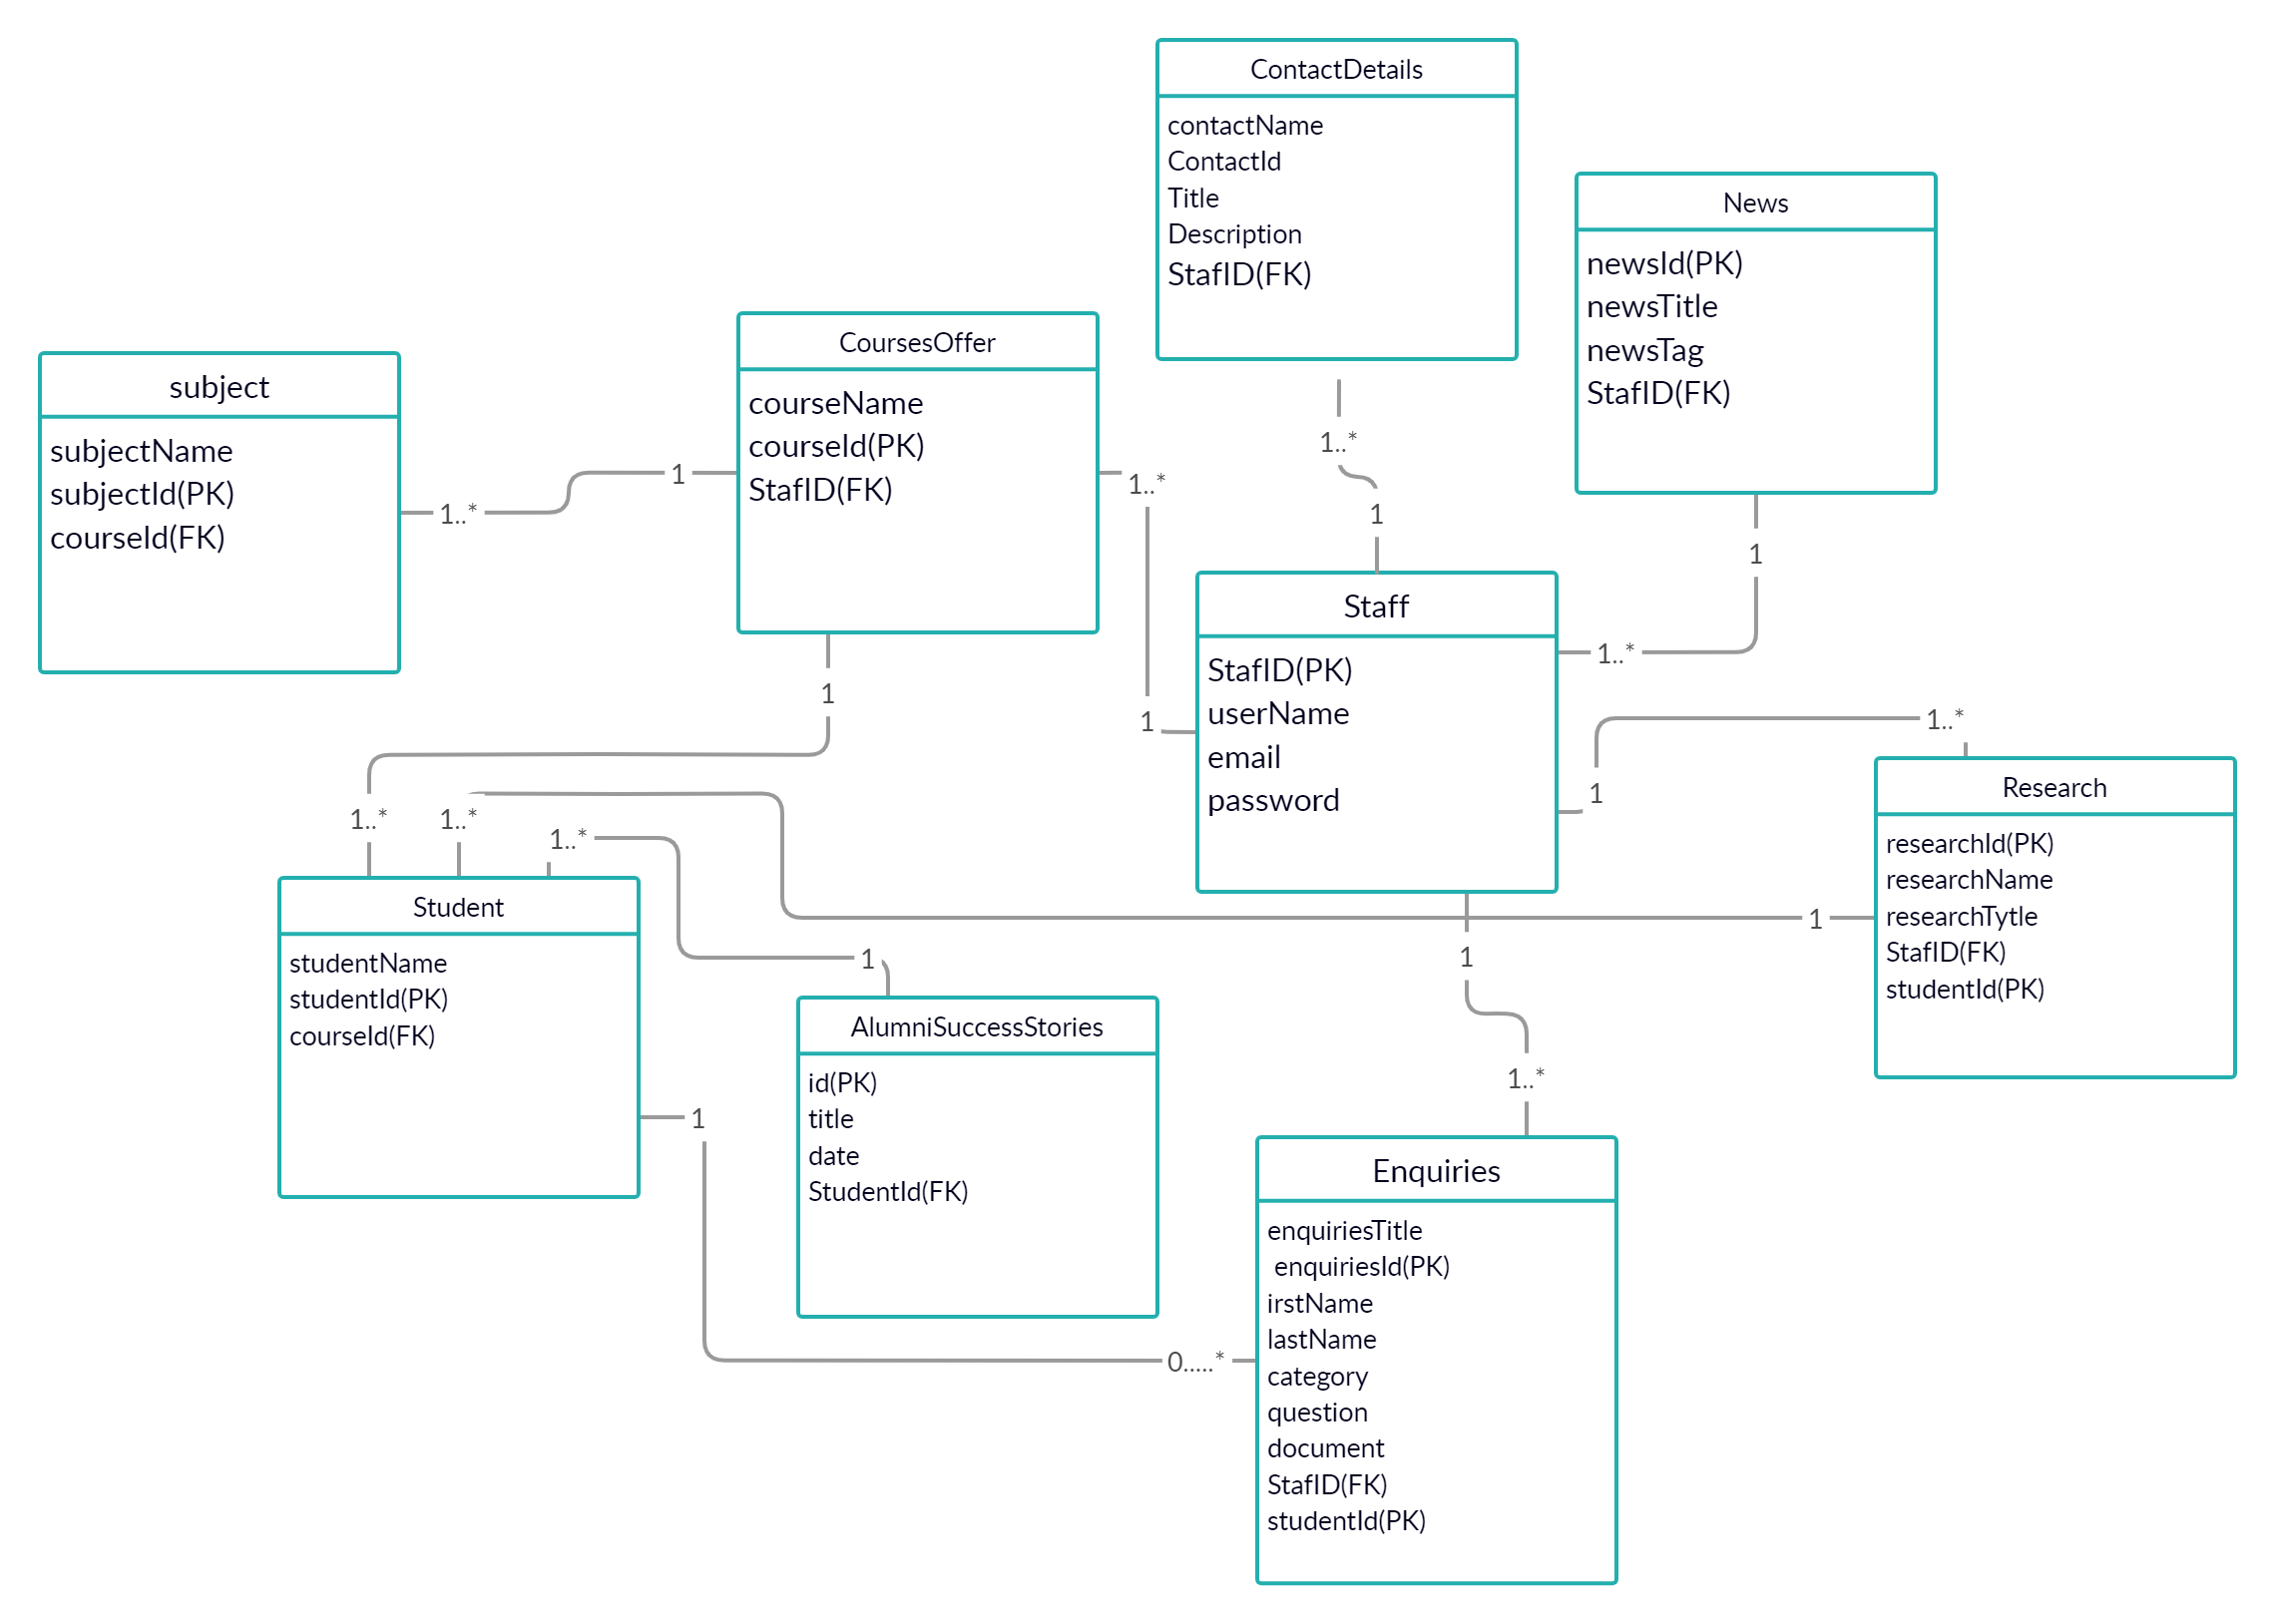 ContactDetails
contactName
ContactId
Title
Description
StafID(FK)
News
newsId(PK)
newsTitle
newsTag
StafID(FK)
CoursesOffer
courseName
courseId(PK)
StafID(FK)
subject
subjectName
subjectId(PK)
courseId(FK)
1..*
1
1..*
1
1..*
1
1
1..*
Staff
StafID(PK)
userName
email
password
1
1..*
1
1..*
1..*
1..*
1
1
1
Research
researchId(PK)
researchName
researchTytle
StafID(FK)
studentId(PK)
Student
studentName
studentId(PK)
courseId(FK)
AlumniSuccessStories
id(PK)
title
date
StudentId(FK)
1
1..*
1
0.....*
Enquiries
enquiriesTitle
enquiriesId(PK)
irstName
lastName
category
question
document
StafID(FK)
studentId(PK)